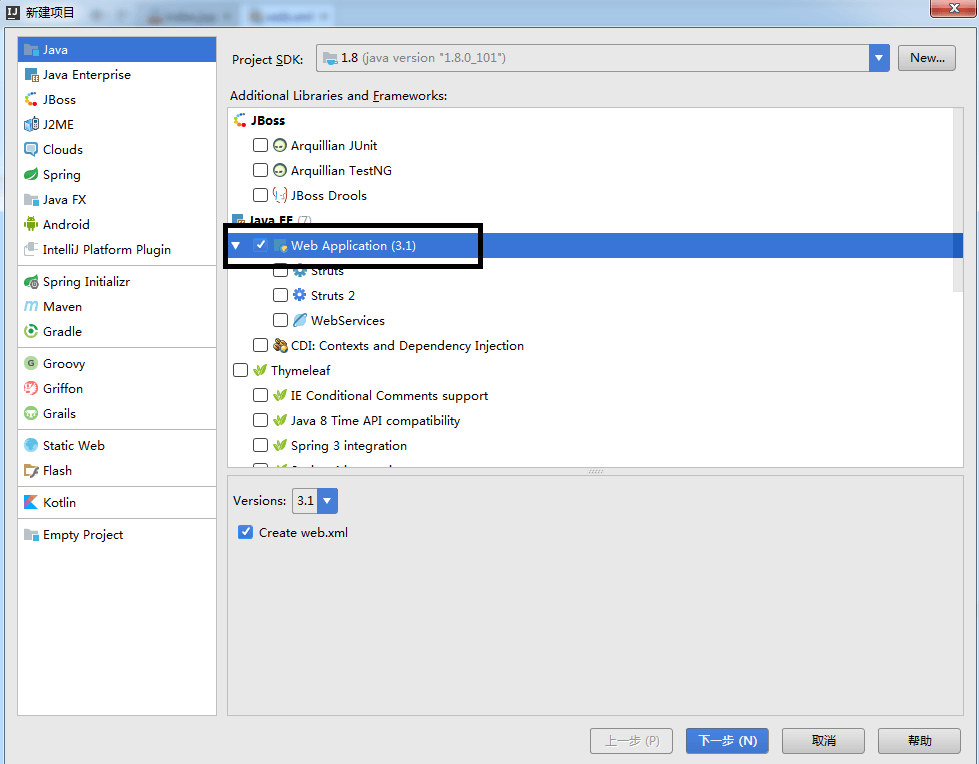 新建项目
Java
Java Enterprise
JBoss
J2ME
Clouds
Spring
Java FX
Android
IntelliJ Platform Plugin
Spring Initializr
Maven
Gradle
Groovy
Griffon
Grails
Static Web
Flash
Kotlin
Empty Project
Project SDK: 1.8 (java version "1.8.0_101") New...
Additional Libraries and Frameworks:
JBoss
Arquillian JUnit
Arquillian TestNG
JBoss Drools
Java EE (7)
Web Application (3.1)
Struts
Struts 2
WebServices
CDI: Contexts and Dependency Injection
Thymeleaf
IE Conditional Comments support
Java 8 Time API compatibility
Spring 3 integration
Versions: 3.1
Create web.xml
上一步 (P) 下一步 (N) 取消 帮助